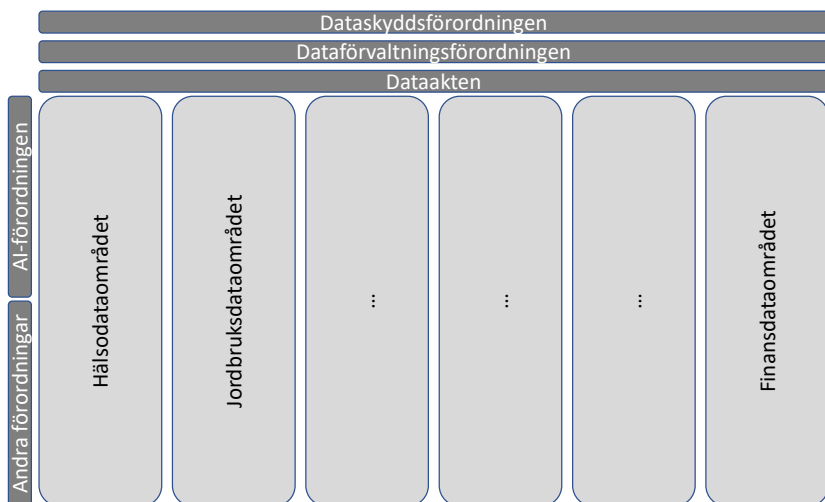 Dataskyddsförordningen
Dataförvaltningsförordningen
Dataakten
AI-förordningen
Andra förordningar
Hälsodataområdet
Jordbruksdataområdet
...
...
...
Finansdataområdet